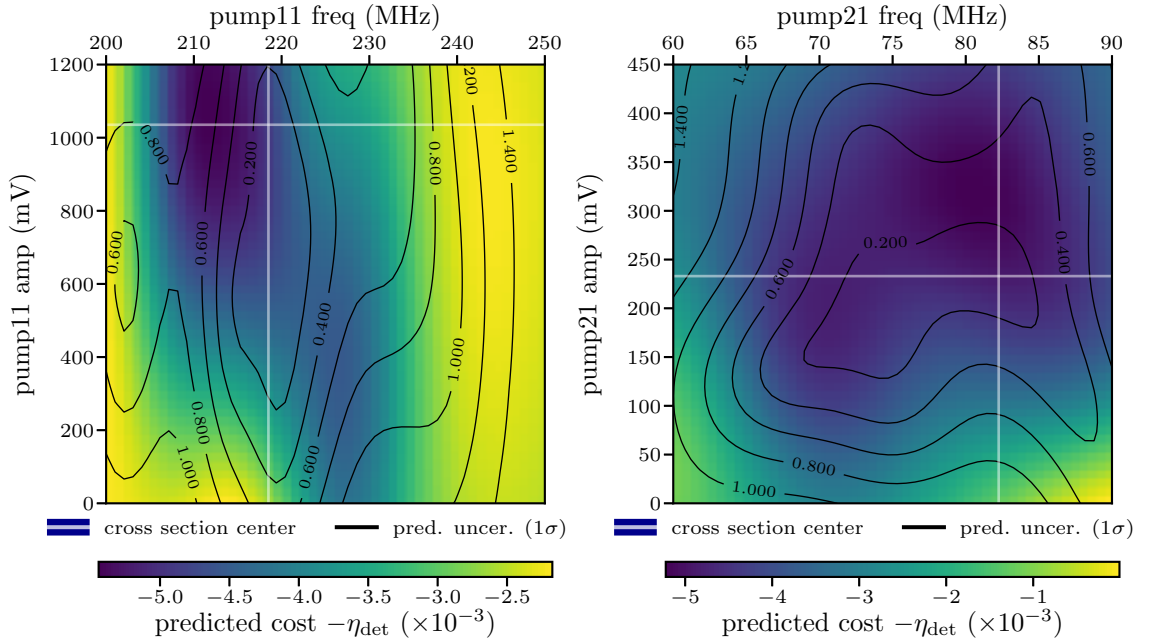 pump11 freq (MHz)
200 210 220 230 240 250
pump11 amp (mV)
1200
1000
800
600
400
200
0
0.800
0.600
0.600
0.200
0.400
0.800
200
1.400
1.000
0.800
1.000
0.600
cross section center
pred. uncer. (1σ)
−5.0 −4.5 −4.0 −3.5 −3.0 −2.5
predicted cost −η_det (×10⁻³)
pump21 freq (MHz)
60 65 70 75 80 85 90
pump21 amp (mV)
450
400
350
300
250
200
150
100
50
0
1.2
1.400
0.600
0.200
0.600
0.400
0.800
1.000
cross section center
pred. uncer. (1σ)
−5 −4 −3 −2 −1
predicted cost −η_det (×10⁻³)